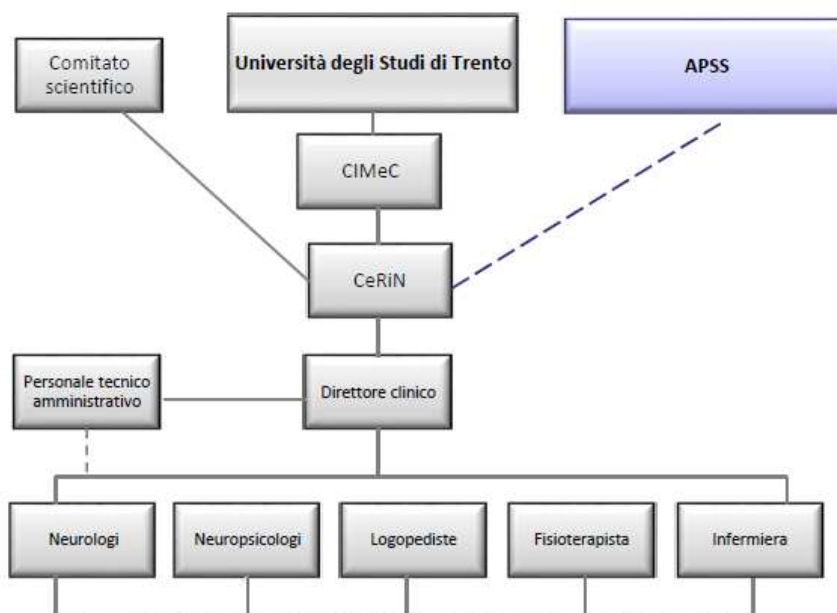 Comitato
scientifico
Università degli Studi di Trento
APSS
CIMeC
CeRiN
Personale tecnico
amministrativo
Direttore clinico
Neurologi
Neuropsicologi
Logopediste
Fisioterapista
Infermiera